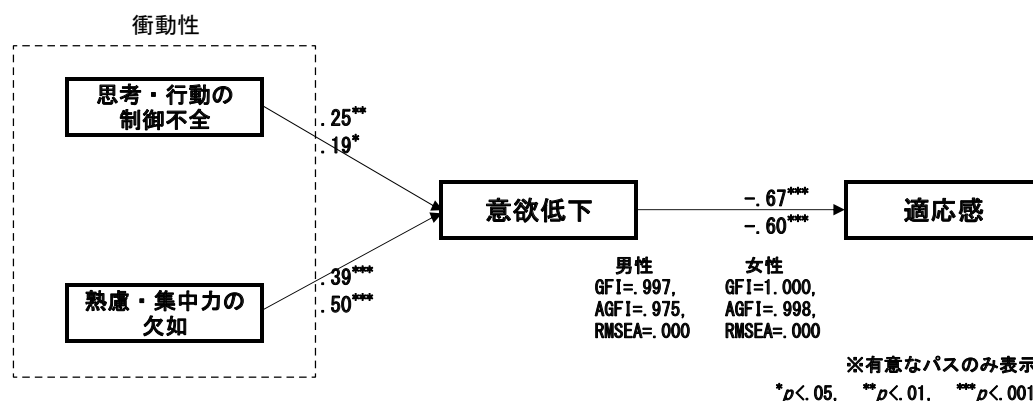 衝動性
思考・行動の
制御不全
.25**
.19*
意欲低下
-.67***
-.60***
適応感
.39***
.50***
熟慮・集中力の
欠如
男性
GFI=.997,
AGFI=.975,
RMSEA=.000
女性
GFI=1.000,
AGFI=.998,
RMSEA=.000
※有意なパスのみ表示
*p<.05, **p<.01, ***p<.001